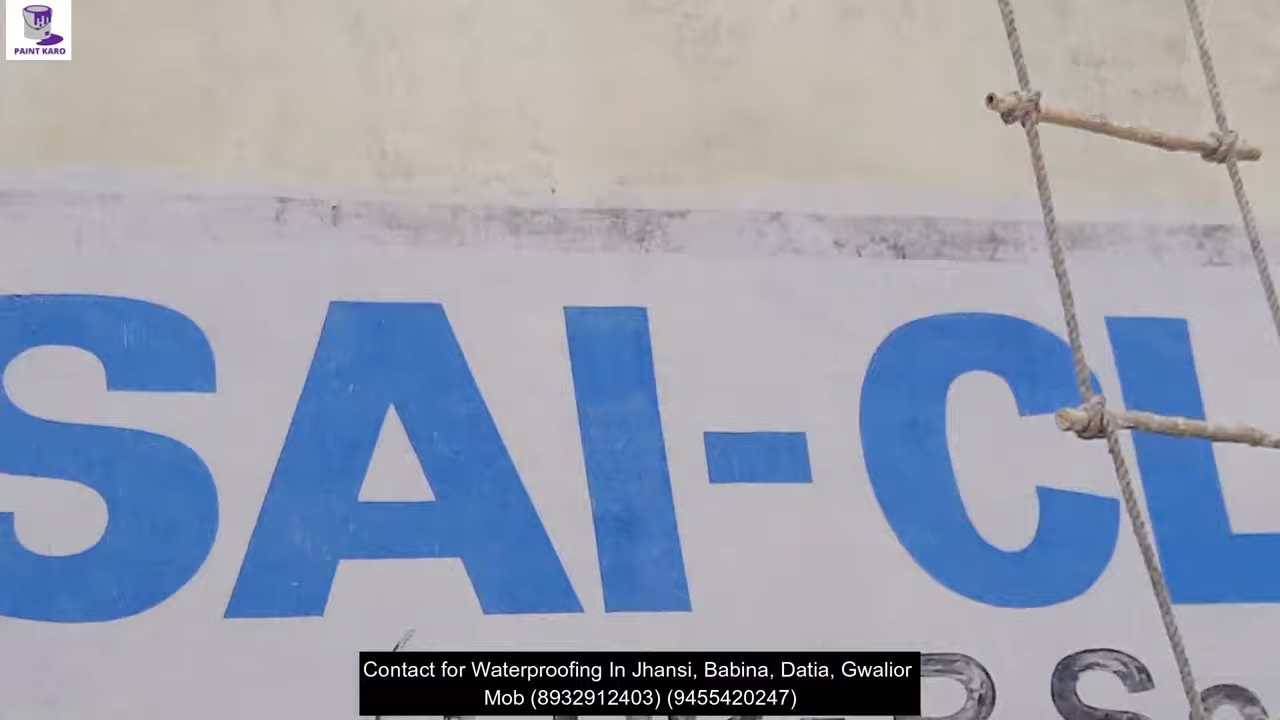 PAINT KARO
SAI-CL
Contact for Waterproofing In Jhansi, Babina, Datia, Gwalior
Mob (8932912403) (9455420247)